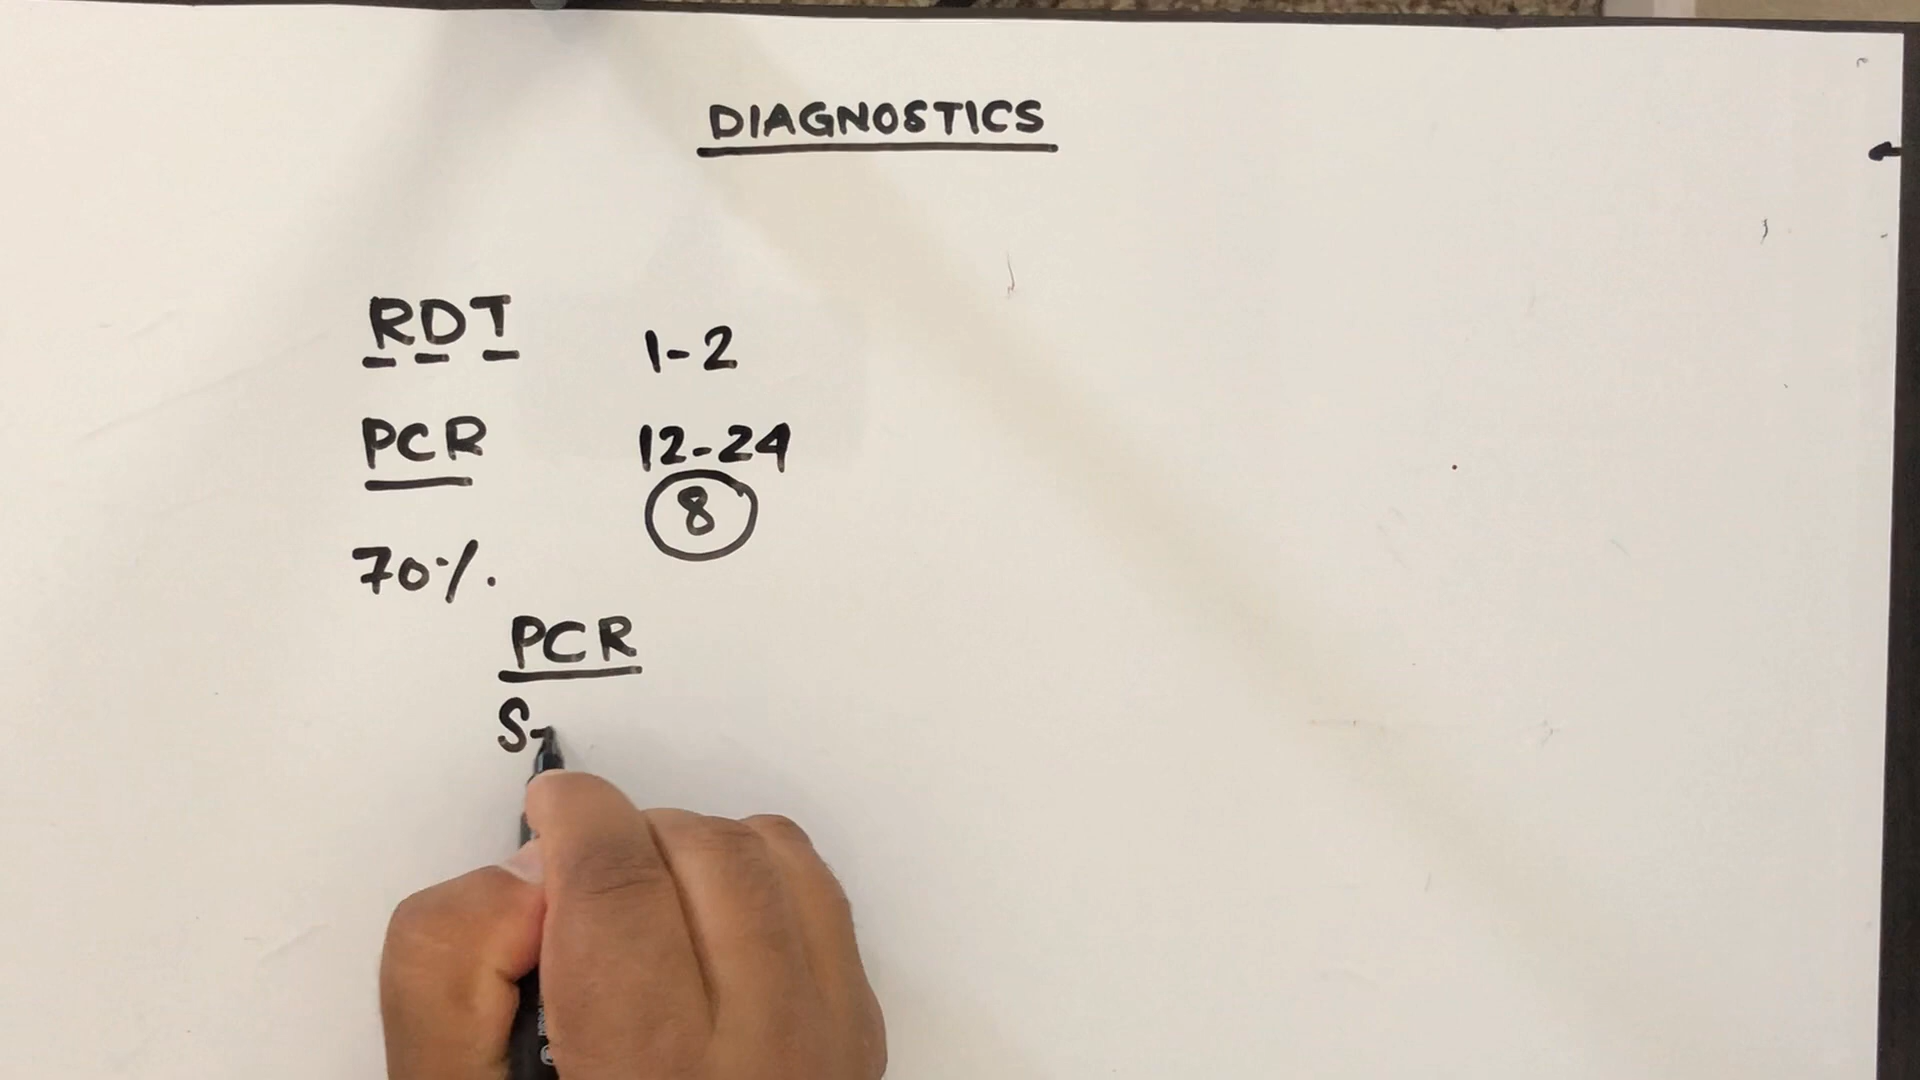 DIAGNOSTICS
RDT 1-2
PCR 12-24
8
70%.
PCR
S-